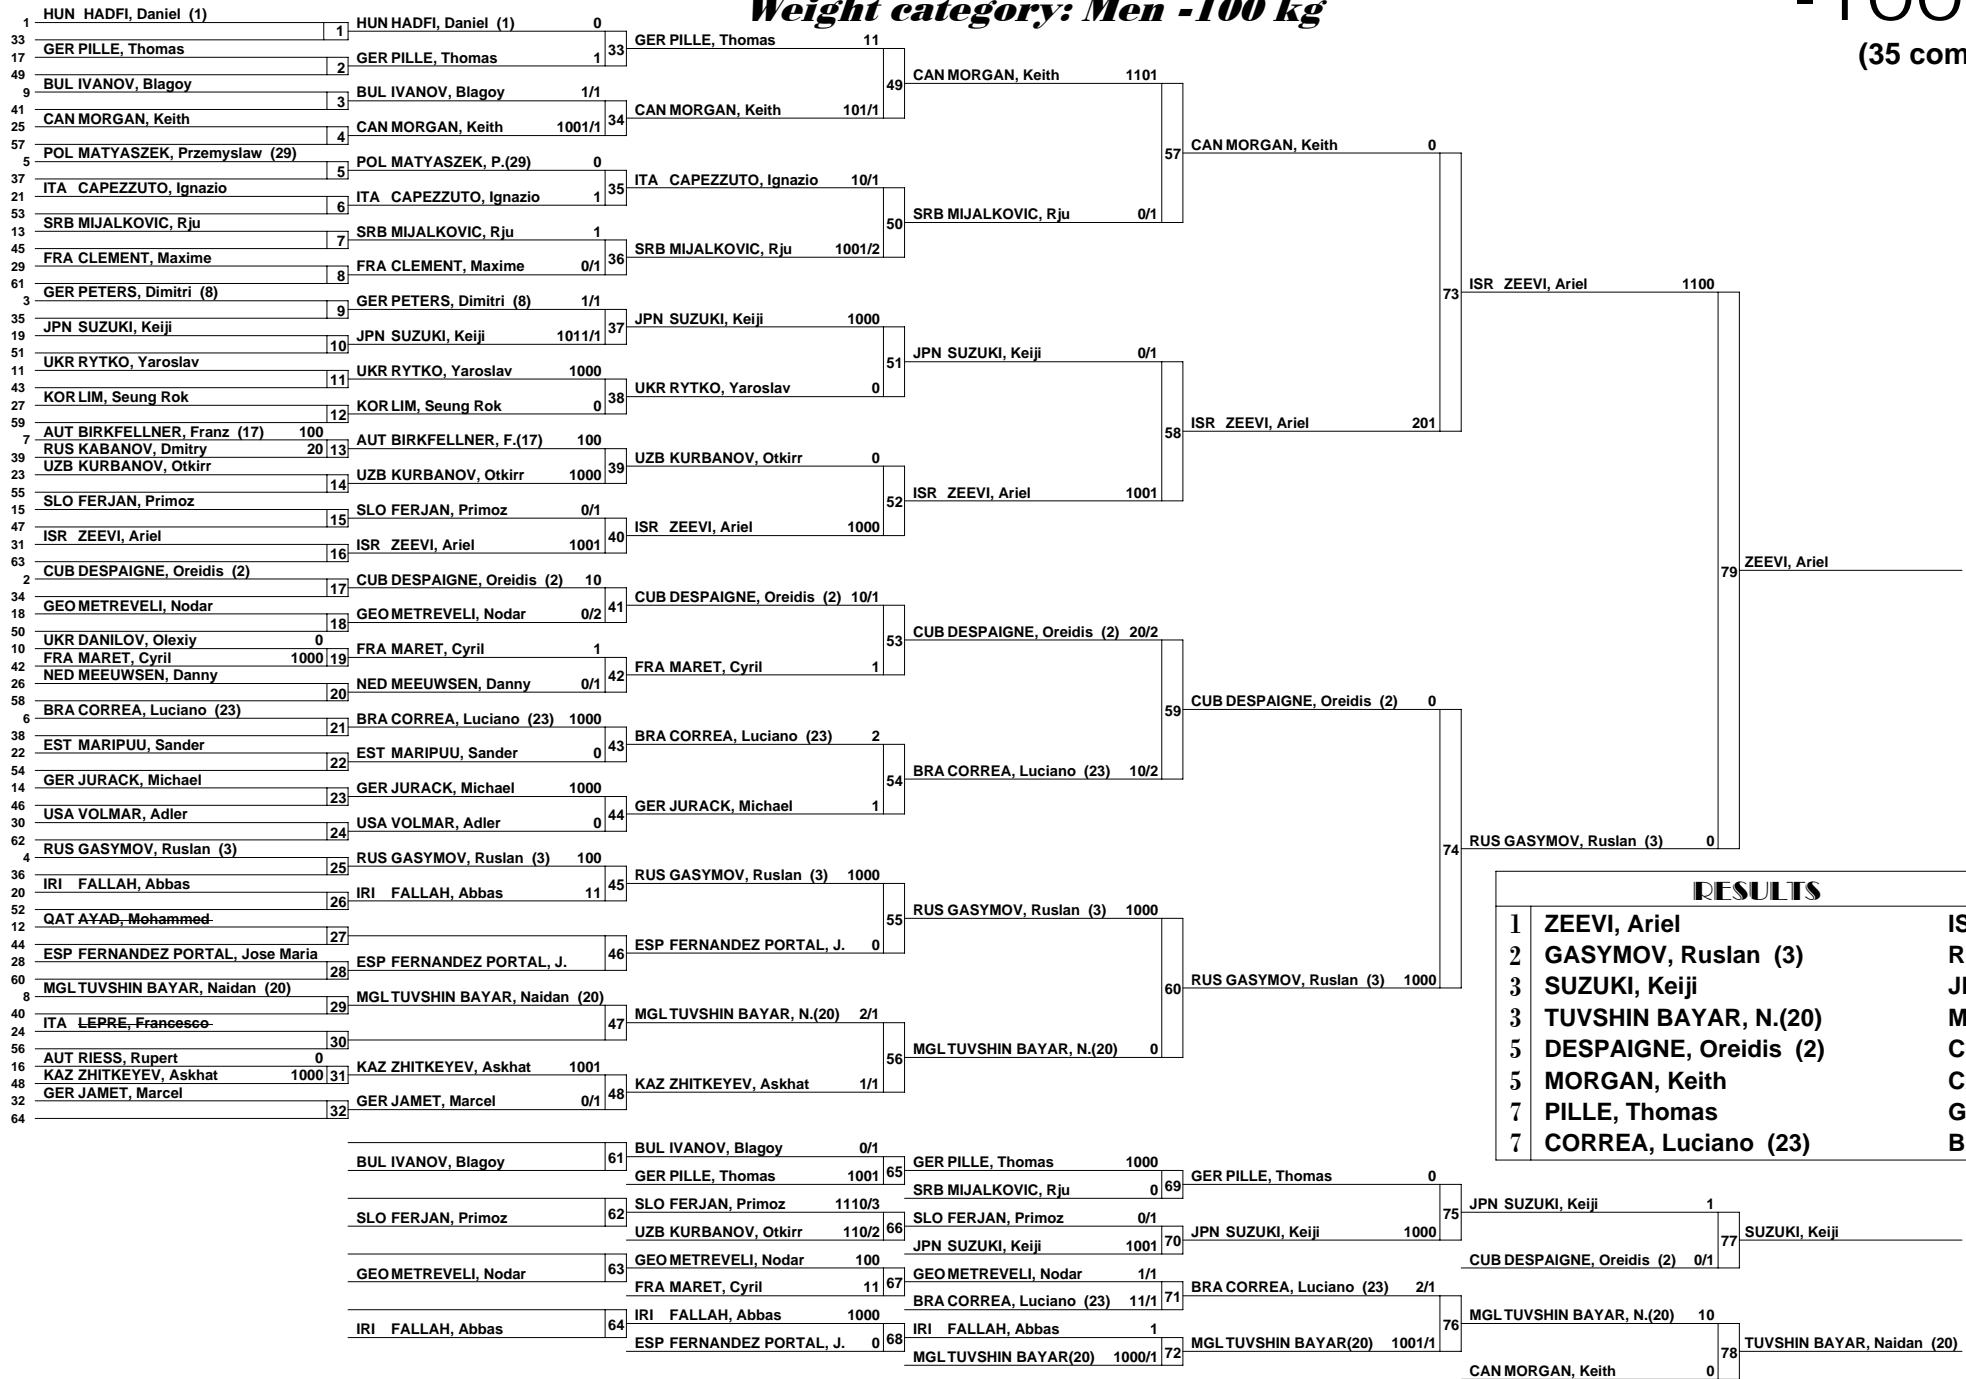 Weight category: Men -100 kg
-100
(35 com
1 HUN HADFI, Daniel (1)
33
1
17 GER PILLE, Thomas
49
2
9 BUL IVANOV, Blagoy
41
3
25 CAN MORGAN, Keith
57
4
5 POL MATYASZEK, Przemyslaw (29)
37
5
21 ITA CAPEZZUTO, Ignazio
53
6
13 SRB MIJALKOVIC, Rju
45
7
29 FRA CLEMENT, Maxime
61
8
3 GER PETERS, Dimitri (8)
35
9
19 JPN SUZUKI, Keiji
51
10
11 UKR RYTKO, Yaroslav
43
11
27 KOR LIM, Seung Rok
59
12
7 AUT BIRKFELLNER, Franz (17) 100
39 RUS KABANOV, Dmitry 20
13
23 UZB KURBANOV, Otkirr
55
14
15 SLO FERJAN, Primoz
47
15
31 ISR ZEEVI, Ariel
63
16
2 CUB DESPAIGNE, Oreidis (2)
34
17
18 GEO METREVELI, Nodar
50
18
10 UKR DANILOV, Olexiy 0
42 FRA MARET, Cyril 1000
19
26 NED MEEUWSEN, Danny
58
20
6 BRA CORREA, Luciano (23)
38
21
22 EST MARIPUU, Sander
54
22
14 GER JURACK, Michael
46
23
30 USA VOLMAR, Adler
62
24
4 RUS GASYMOV, Ruslan (3)
36
25
20 IRI FALLAH, Abbas
52
26
12 QAT AYAD, Mohammed
44
27
28 ESP FERNANDEZ PORTAL, Jose Maria
60
28
8 MGL TUVSHIN BAYAR, Naidan (20)
40
29
24 ITA LEPRE, Francesco
56
30
16 AUT RIESS, Rupert 0
48 KAZ ZHITKEYEV, Askhat 1000
31
32 GER JAMET, Marcel
64
32
HUN HADFI, Daniel (1) 0
GER PILLE, Thomas 1
33
BUL IVANOV, Blagoy 1/1
CAN MORGAN, Keith 1001/1
34
POL MATYASZEK, P.(29) 0
ITA CAPEZZUTO, Ignazio 1
35
SRB MIJALKOVIC, Rju 1
FRA CLEMENT, Maxime 0/1
36
GER PETERS, Dimitri (8) 1/1
JPN SUZUKI, Keiji 1011/1
37
UKR RYTKO, Yaroslav 1000
KOR LIM, Seung Rok 0
38
AUT BIRKFELLNER, F.(17) 100
UZB KURBANOV, Otkirr 1000
39
SLO FERJAN, Primoz 0/1
ISR ZEEVI, Ariel 1001
40
CUB DESPAIGNE, Oreidis (2) 10
GEO METREVELI, Nodar 0/2
41
FRA MARET, Cyril 1
NED MEEUWSEN, Danny 0/1
42
BRA CORREA, Luciano (23) 1000
EST MARIPUU, Sander 0
43
GER JURACK, Michael 1000
USA VOLMAR, Adler 0
44
RUS GASYMOV, Ruslan (3) 100
IRI FALLAH, Abbas 11
45
ESP FERNANDEZ PORTAL, J.
46
MGL TUVSHIN BAYAR, Naidan (20)
47
KAZ ZHITKEYEV, Askhat 1001
GER JAMET, Marcel 0/1
48
GER PILLE, Thomas 11
CAN MORGAN, Keith 101/1
49
ITA CAPEZZUTO, Ignazio 10/1
SRB MIJALKOVIC, Rju 1001/2
50
JPN SUZUKI, Keiji 1000
UKR RYTKO, Yaroslav 0
51
UZB KURBANOV, Otkirr 0
ISR ZEEVI, Ariel 1000
52
CUB DESPAIGNE, Oreidis (2) 10/1
FRA MARET, Cyril 1
53
BRA CORREA, Luciano (23) 2
GER JURACK, Michael 1
54
RUS GASYMOV, Ruslan (3) 1000
ESP FERNANDEZ PORTAL, J. 0
55
MGL TUVSHIN BAYAR, N.(20) 2/1
KAZ ZHITKEYEV, Askhat 1/1
56
CAN MORGAN, Keith 1101
SRB MIJALKOVIC, Rju 0/1
57
JPN SUZUKI, Keiji 0/1
ISR ZEEVI, Ariel 1001
58
CUB DESPAIGNE, Oreidis (2) 20/2
BRA CORREA, Luciano (23) 10/2
59
RUS GASYMOV, Ruslan (3) 1000
MGL TUVSHIN BAYAR, N.(20) 0
60
CAN MORGAN, Keith 0
ISR ZEEVI, Ariel 201
73
CUB DESPAIGNE, Oreidis (2) 0
RUS GASYMOV, Ruslan (3) 1000
74
ISR ZEEVI, Ariel 1100
RUS GASYMOV, Ruslan (3) 0
79
ZEEVI, Ariel
RESULTS
1 ZEEVI, Ariel IS
2 GASYMOV, Ruslan (3) R
3 SUZUKI, Keiji J
3 TUVSHIN BAYAR, N.(20) M
5 DESPAIGNE, Oreidis (2) C
5 MORGAN, Keith C
7 PILLE, Thomas G
7 CORREA, Luciano (23) B
BUL IVANOV, Blagoy
61
SLO FERJAN, Primoz
62
GEO METREVELI, Nodar
63
IRI FALLAH, Abbas
64
BUL IVANOV, Blagoy 0/1
GER PILLE, Thomas 1001
65
SLO FERJAN, Primoz 1110/3
UZB KURBANOV, Otkirr 110/2
66
GEO METREVELI, Nodar 100
FRA MARET, Cyril 11
67
IRI FALLAH, Abbas 1000
ESP FERNANDEZ PORTAL, J. 0
68
GER PILLE, Thomas 1000
SRB MIJALKOVIC, Rju 0
69
SLO FERJAN, Primoz 0/1
JPN SUZUKI, Keiji 1001
70
GEO METREVELI, Nodar 1/1
BRA CORREA, Luciano (23) 11/1
71
IRI FALLAH, Abbas 1
MGL TUVSHIN BAYAR(20) 1000/1
72
GER PILLE, Thomas 0
JPN SUZUKI, Keiji 1000
75
BRA CORREA, Luciano (23) 2/1
MGL TUVSHIN BAYAR(20) 1001/1
76
JPN SUZUKI, Keiji 1
CUB DESPAIGNE, Oreidis (2) 0/1
77
SUZUKI, Keiji
MGL TUVSHIN BAYAR, N.(20) 10
CAN MORGAN, Keith 0
78
TUVSHIN BAYAR, Naidan (20)